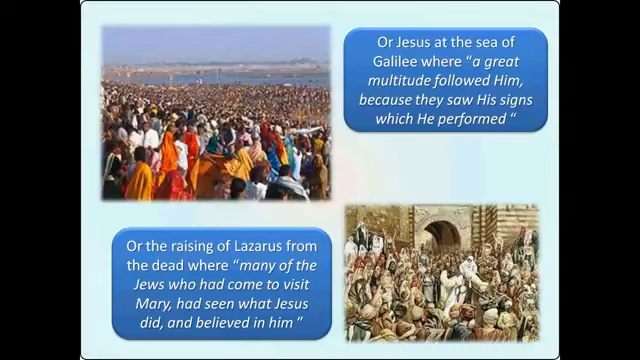 Or Jesus at the sea of
Galilee where “a great
multitude followed Him,
because they saw His signs
which He performed “
Or the raising of Lazarus from
the dead where “many of the
Jews who had come to visit
Mary, had seen what Jesus
did, and believed in him ”